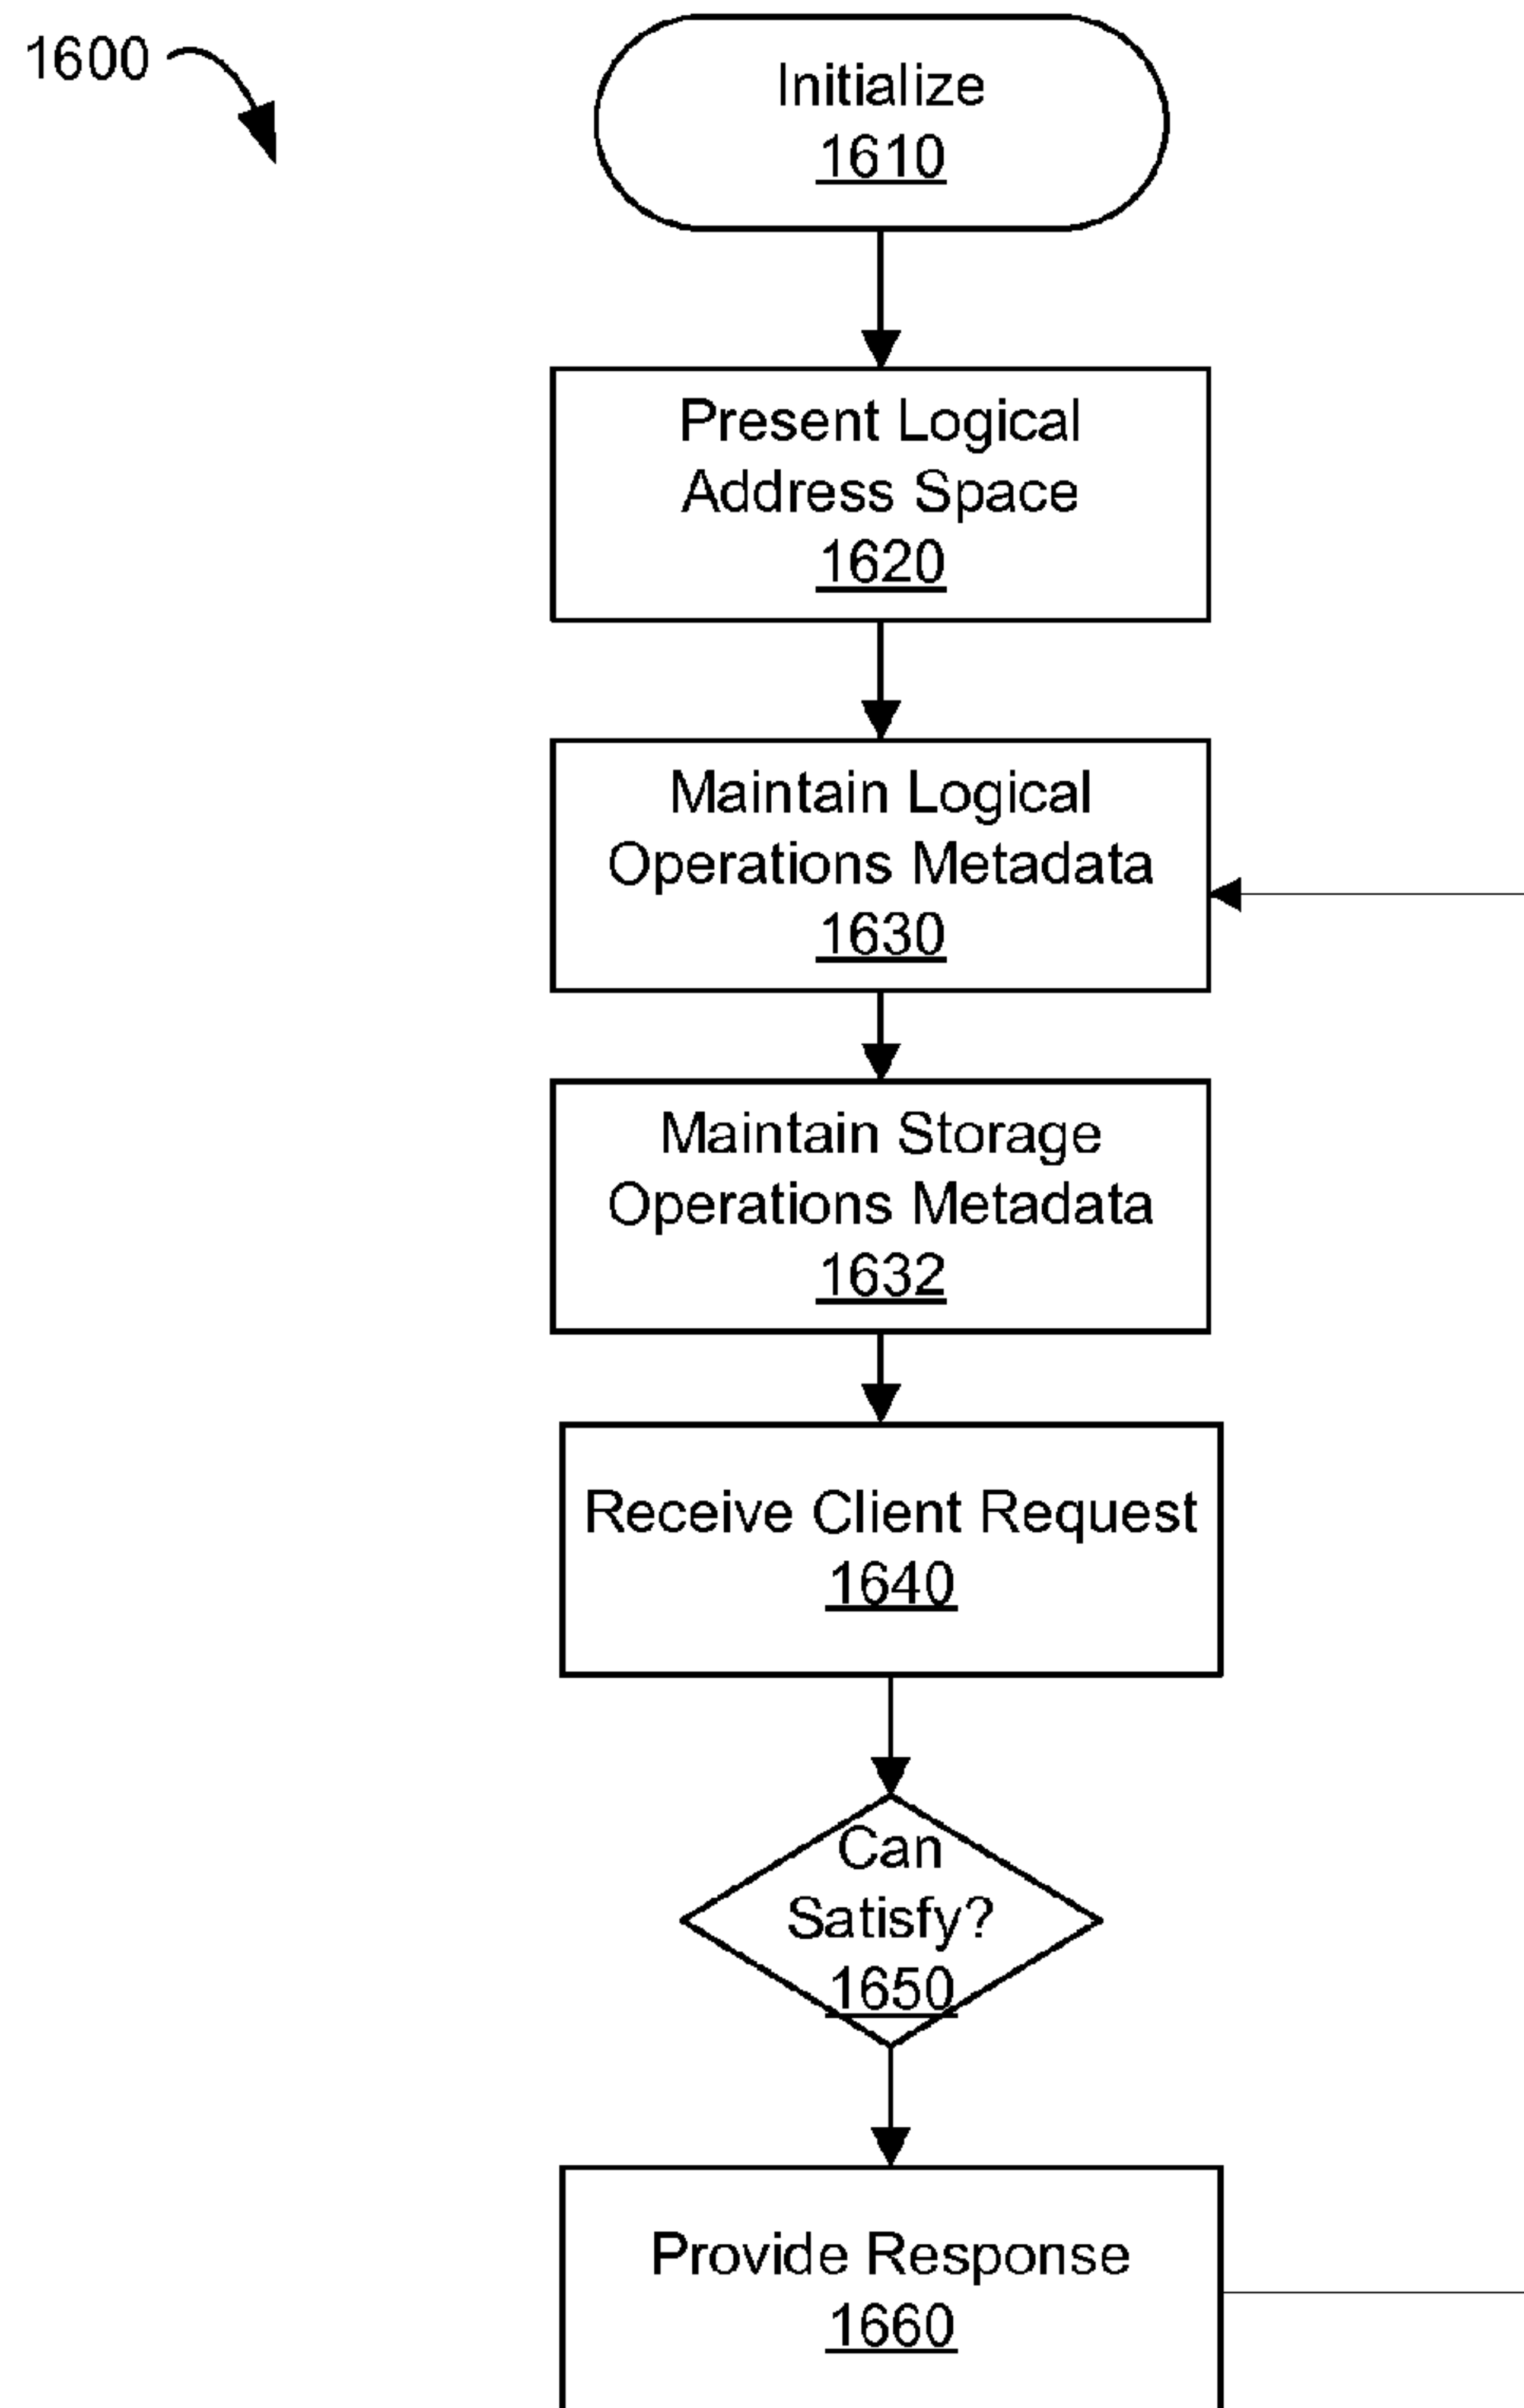 1600
Initialize
1610
Present Logical
Address Space
1620
Maintain Logical
Operations Metadata
1630
Maintain Storage
Operations Metadata
1632
Receive Client Request
1640
Can
Satisfy?
1650
Provide Response
1660